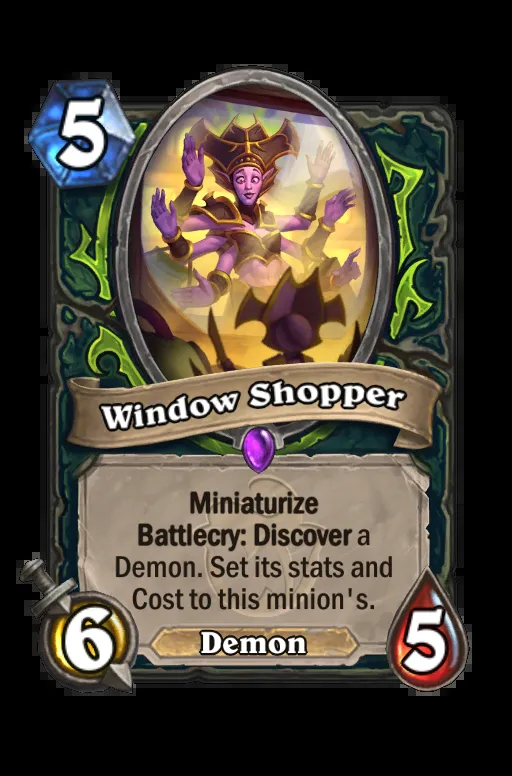 5
Window Shopper
Miniaturize
Battlecry: Discover a
Demon. Set its stats and
Cost to this minion's.
6
Demon
5